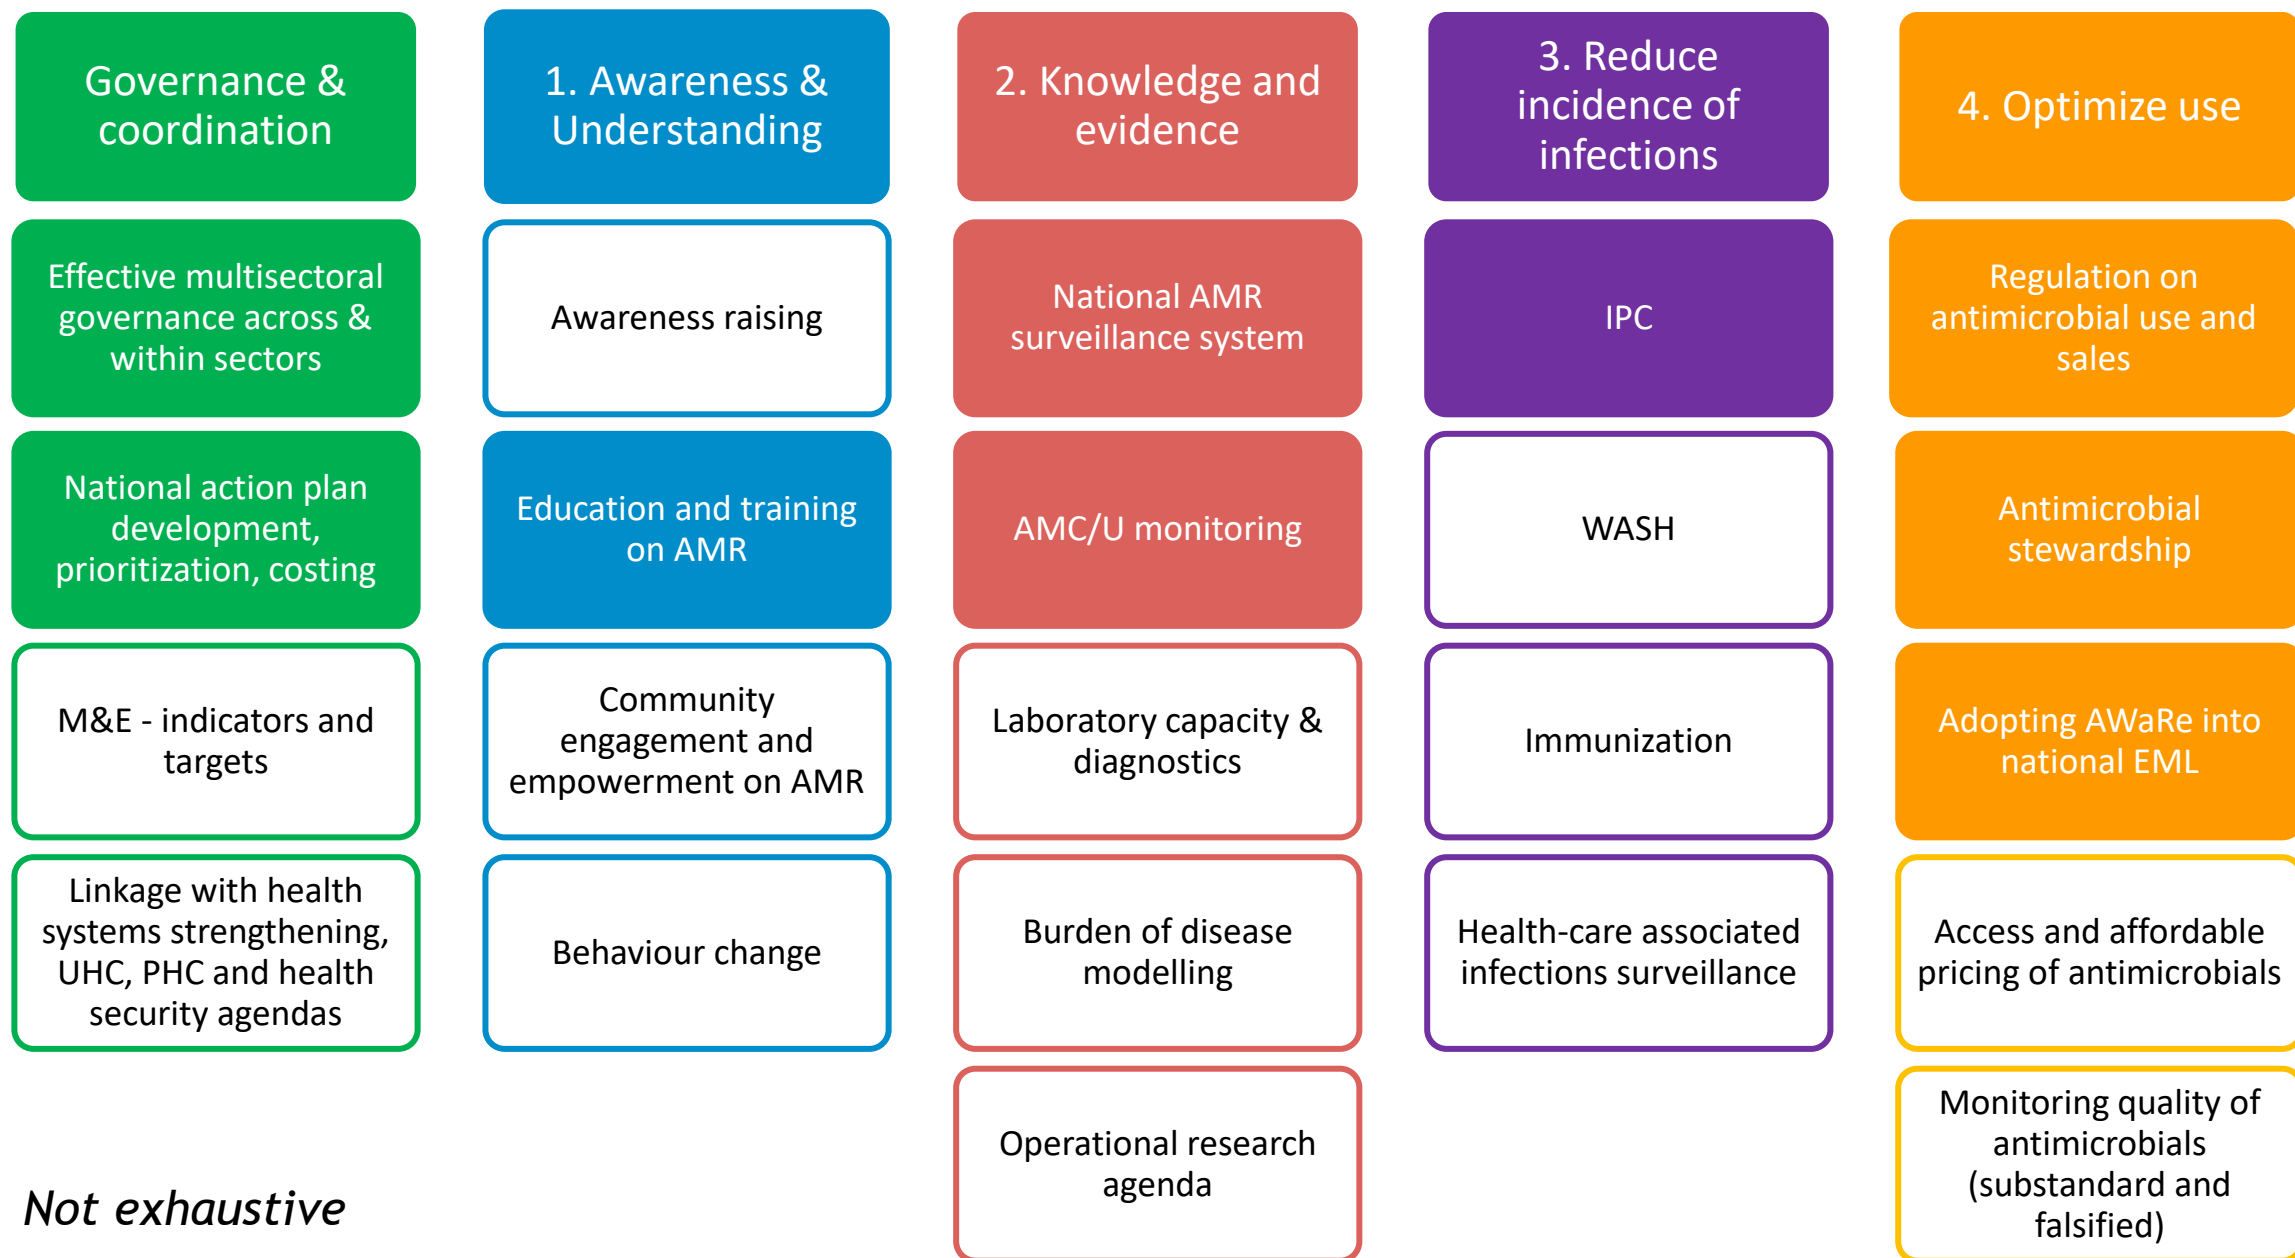 Governance &
coordination
Effective multisectoral
governance across &
within sectors
National action plan
development,
prioritization, costing
M&E - indicators and
targets
Linkage with health
systems strengthening,
UHC, PHC and health
security agendas
1. Awareness &
Understanding
Awareness raising
Education and training
on AMR
Community
engagement and
empowerment on AMR
Behaviour change
2. Knowledge and
evidence
National AMR
surveillance system
AMC/U monitoring
Laboratory capacity &
diagnostics
Burden of disease
modelling
Operational research
agenda
3. Reduce
incidence of
infections
IPC
WASH
Immunization
Health-care associated
infections surveillance
4. Optimize use
Regulation on
antimicrobial use and
sales
Antimicrobial
stewardship
Adopting AWaRe into
national EML
Access and affordable
pricing of antimicrobials
Monitoring quality of
antimicrobials
(substandard and
falsified)
Not exhaustive